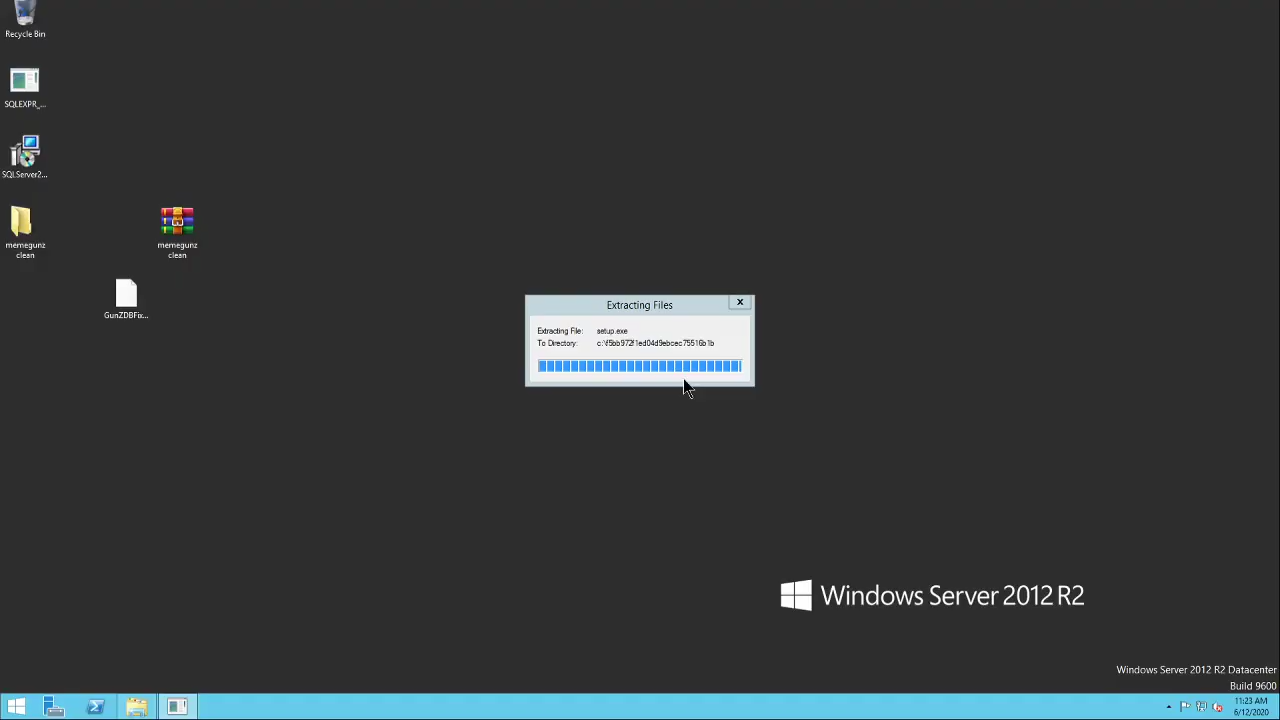 Recycle Bin
SQLEXPR_...
SQLServer2...
memegunz
clean
memegunz
clean
GunZDBFix...
Extracting Files
Extracting File: setup.exe
To Directory: c:\f5bb972f1ed04d9ebcec75516b1b
Windows Server 2012 R2
Windows Server 2012 R2 Datacenter
Build 9600
11:23 AM
6/12/2020